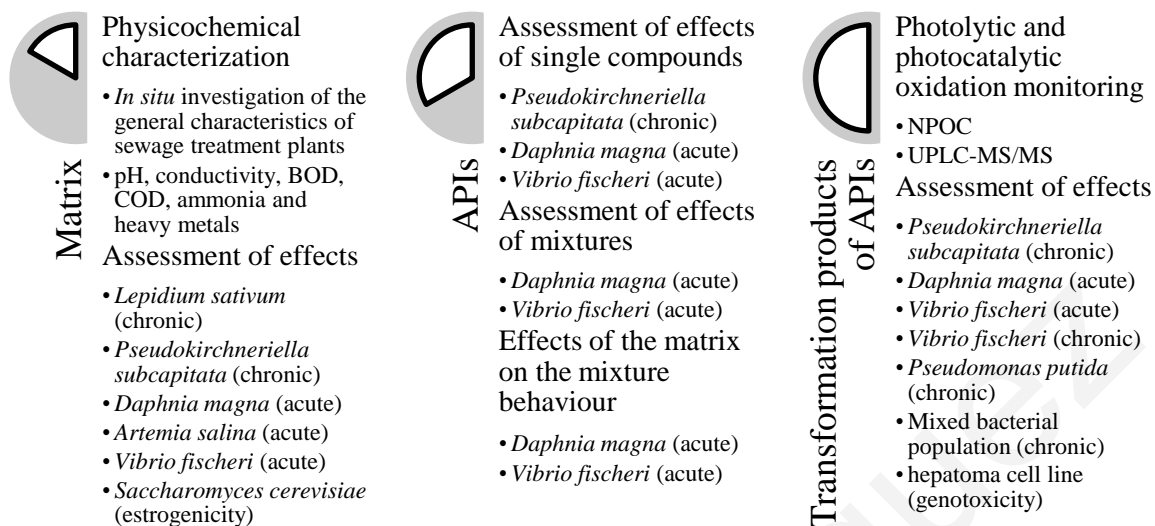 Matrix
Physicochemical
characterization
• In situ investigation of the
general characteristics of
sewage treatment plants
• pH, conductivity, BOD,
COD, ammonia and
heavy metals
Assessment of effects
• Lepidium sativum
(chronic)
• Pseudokirchneriella
subcapitata (chronic)
• Daphnia magna (acute)
• Artemia salina (acute)
• Vibrio fischeri (acute)
• Saccharomyces cerevisiae
(estrogenicity)
APIs
Assessment of effects
of single compounds
• Pseudokirchneriella
subcapitata (chronic)
• Daphnia magna (acute)
• Vibrio fischeri (acute)
Assessment of effects
of mixtures
• Daphnia magna (acute)
• Vibrio fischeri (acute)
Effects of the matrix
on the mixture
behaviour
• Daphnia magna (acute)
• Vibrio fischeri (acute)
Transformation products
of APIs
Photolytic and
photocatalytic
oxidation monitoring
• NPOC
• UPLC-MS/MS
Assessment of effects
• Pseudokirchneriella
subcapitata (chronic)
• Daphnia magna (acute)
• Vibrio fischeri (acute)
• Vibrio fischeri (chronic)
• Pseudomonas putida
(chronic)
• Mixed bacterial
population (chronic)
• hepatoma cell line
(genotoxicity)